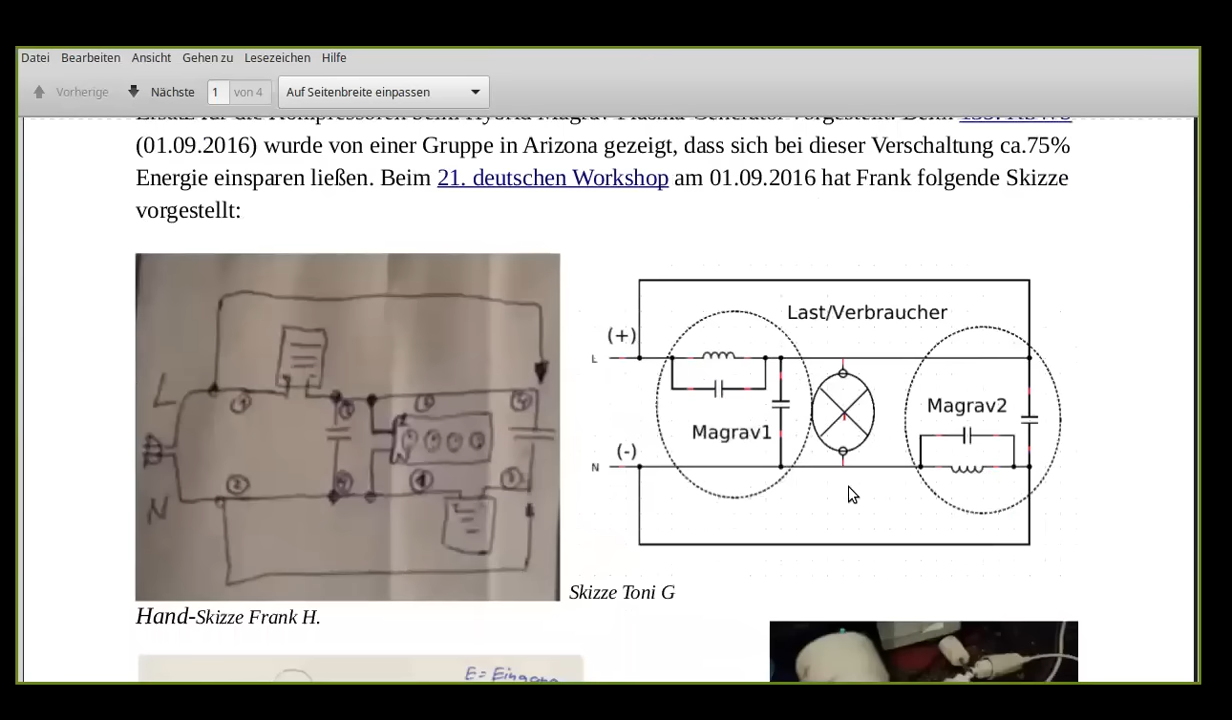 Datei Bearbeiten Ansicht Gehen zu Lesezeichen Hilfe
Vorherige Nächste 1 von 4 Auf Seitenbreite einpassen
(01.09.2016) wurde von einer Gruppe in Arizona gezeigt, dass sich bei dieser Verschaltung ca.75%
Energie einsparen ließen. Beim 21. deutschen Workshop am 01.09.2016 hat Frank folgende Skizze
vorgestellt:
L
N
Last/Verbraucher
(+)
L
Magrav2
Magrav1
(-)
N
Skizze Toni G
Hand-Skizze Frank H.
E= Eingang